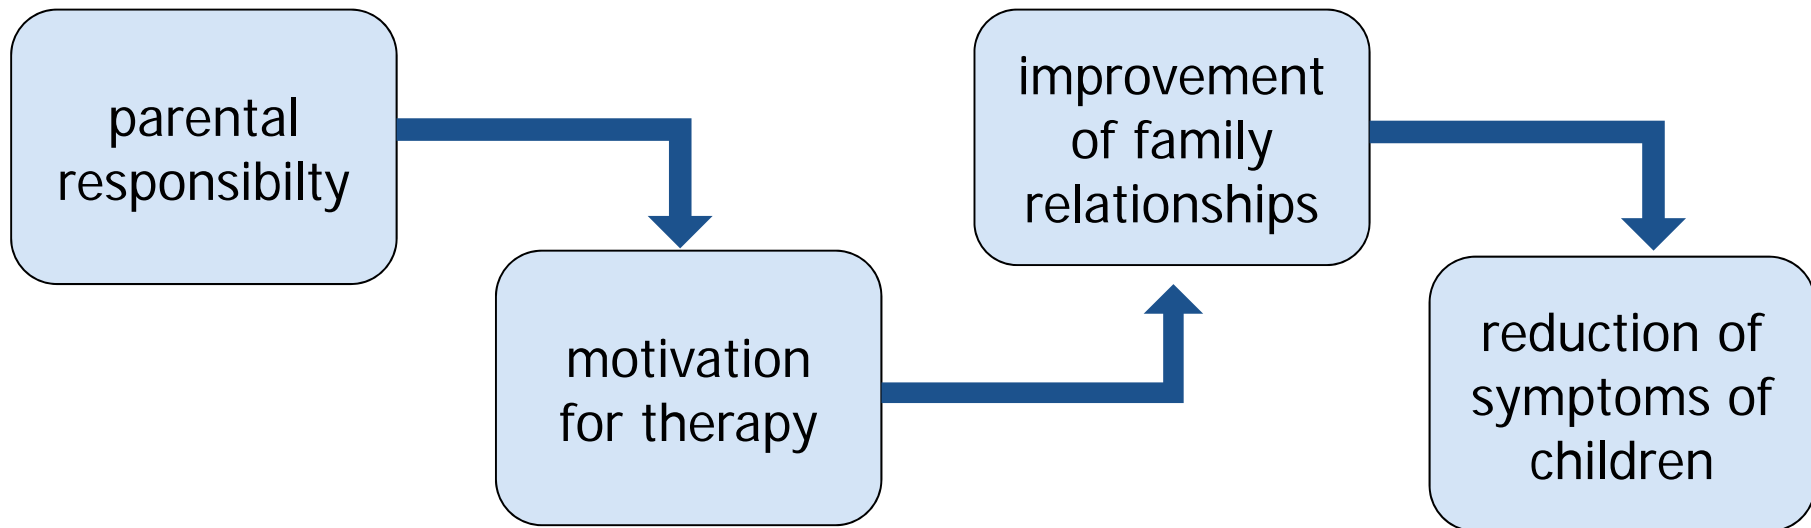 parental
responsibilty
motivation
for therapy
improvement
of family
relationships
reduction of
symptoms of
children